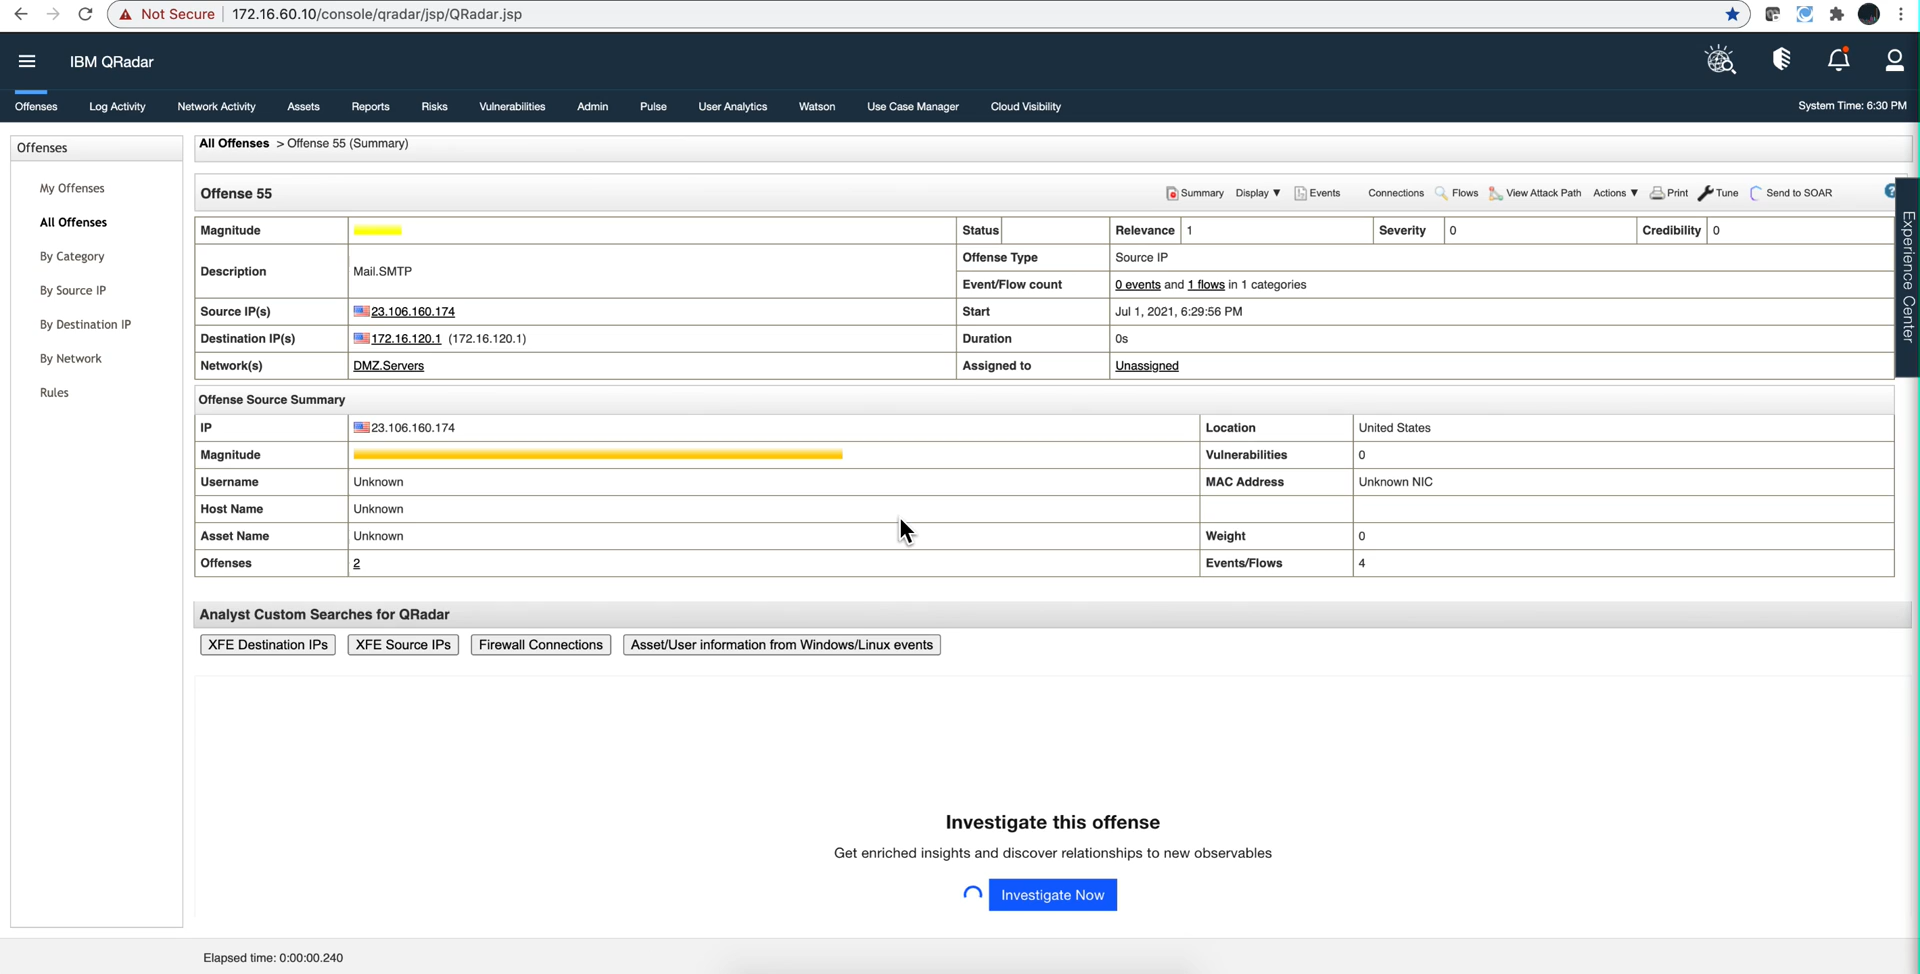 Not Secure 172.16.60.10/console/qradar/jsp/QRadar.jsp
IBM QRadar
Offenses Log Activity Network Activity Assets Reports Risks Vulnerabilities Admin Pulse User Analytics Watson Use Case Manager Cloud Visibility System Time: 6:30 PM
Offenses
My Offenses
All Offenses
By Category
By Source IP
By Destination IP
By Network
Rules
All Offenses > Offense 55 (Summary)
Offense 55 Summary Display ▼ Events Connections Flows View Attack Path Actions ▼ Print Tune Send to SOAR ?
Magnitude Status Relevance 1 Severity 0 Credibility 0
Description Mail.SMTP
Offense Type Source IP
Event/Flow count 0 events and 1 flows in 1 categories
Source IP(s) 23.106.160.174 Start Jul 1, 2021, 6:29:56 PM
Destination IP(s) 172.16.120.1 (172.16.120.1) Duration 0s
Network(s) DMZ.Servers Assigned to Unassigned
Experience Center
Offense Source Summary
IP 23.106.160.174 Location United States
Magnitude Vulnerabilities 0
Username Unknown MAC Address Unknown NIC
Host Name Unknown
Asset Name Unknown Weight 0
Offenses 2 Events/Flows 4
Analyst Custom Searches for QRadar
XFE Destination IPs XFE Source IPs Firewall Connections Asset/User information from Windows/Linux events
Investigate this offense
Get enriched insights and discover relationships to new observables
Investigate Now
Elapsed time: 0:00:00.240